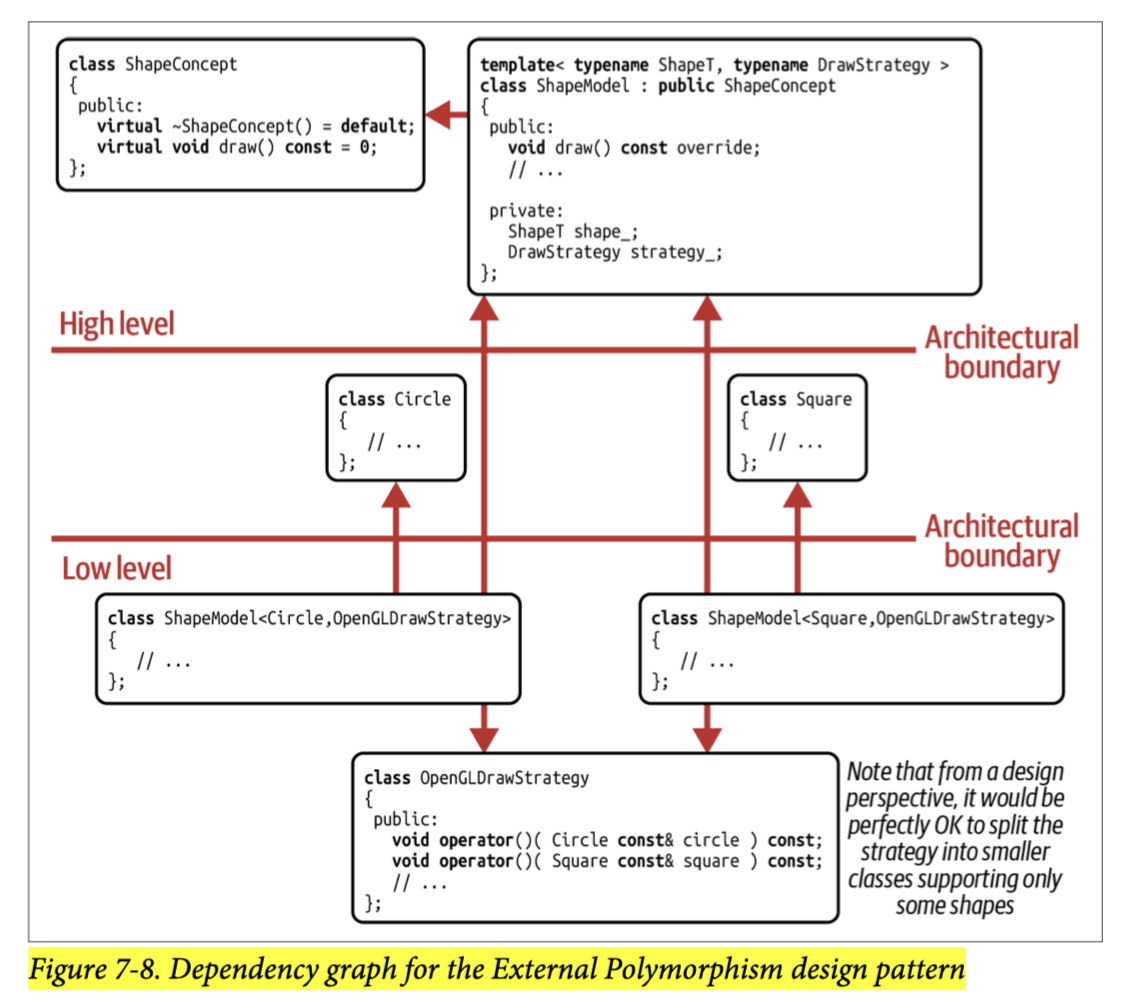 class ShapeConcept
{
public:
virtual ~ShapeConcept() = default;
virtual void draw() const = 0;
};
template< typename ShapeT, typename DrawStrategy >
class ShapeModel : public ShapeConcept
{
public:
void draw() const override;
// ...
private:
ShapeT shape_;
DrawStrategy strategy_;
};
High level
Architectural
boundary
class Circle
{
// ...
};
class Square
{
// ...
};
Architectural
boundary
Low level
class ShapeModel<Circle,OpenGLDrawStrategy>
{
// ...
};
class ShapeModel<Square,OpenGLDrawStrategy>
{
// ...
};
class OpenGLDrawStrategy
{
public:
void operator()( Circle const& circle ) const;
void operator()( Square const& square ) const;
// ...
};
Note that from a design
perspective, it would be
perfectly OK to split the
strategy into smaller
classes supporting only
some shapes
Figure 7-8. Dependency graph for the External Polymorphism design pattern